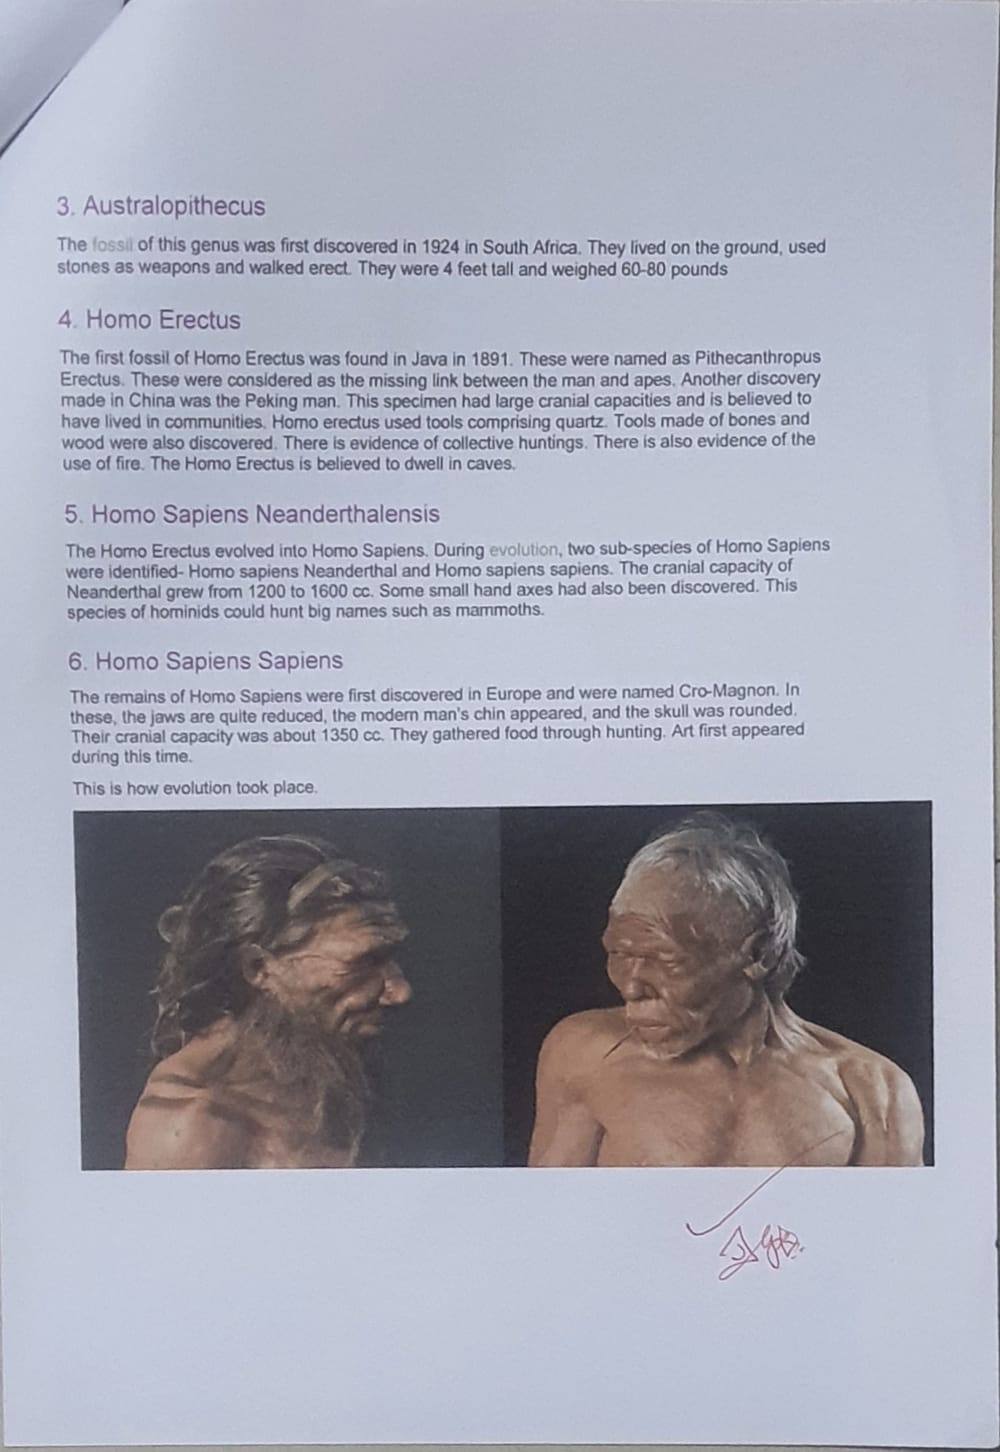 3. Australopithecus
The fossil of this genus was first discovered in 1924 in South Africa. They lived on the ground, used
stones as weapons and walked erect. They were 4 feet tall and weighed 60-80 pounds
4. Homo Erectus
The first fossil of Homo Erectus was found in Java in 1891. These were named as Pithecanthropus
Erectus. These were considered as the missing link between the man and apes. Another discovery
made in China was the Peking man. This specimen had large cranial capacities and is believed to
have lived in communities. Homo erectus used tools comprising quartz. Tools made of bones and
wood were also discovered. There is evidence of collective huntings. There is also evidence of the
use of fire. The Homo Erectus is believed to dwell in caves.
5. Homo Sapiens Neanderthalensis
The Homo Erectus evolved into Homo Sapiens. During evolution, two sub-species of Homo Sapiens
were identified- Homo sapiens Neanderthal and Homo sapiens sapiens. The cranial capacity of
Neanderthal grew from 1200 to 1600 cc. Some small hand axes had also been discovered. This
species of hominids could hunt big names such as mammoths.
6. Homo Sapiens Sapiens
The remains of Homo Sapiens were first discovered in Europe and were named Cro-Magnon. In
these, the jaws are quite reduced, the modern man's chin appeared, and the skull was rounded.
Their cranial capacity was about 1350 cc. They gathered food through hunting. Art first appeared
during this time.
This is how evolution took place.